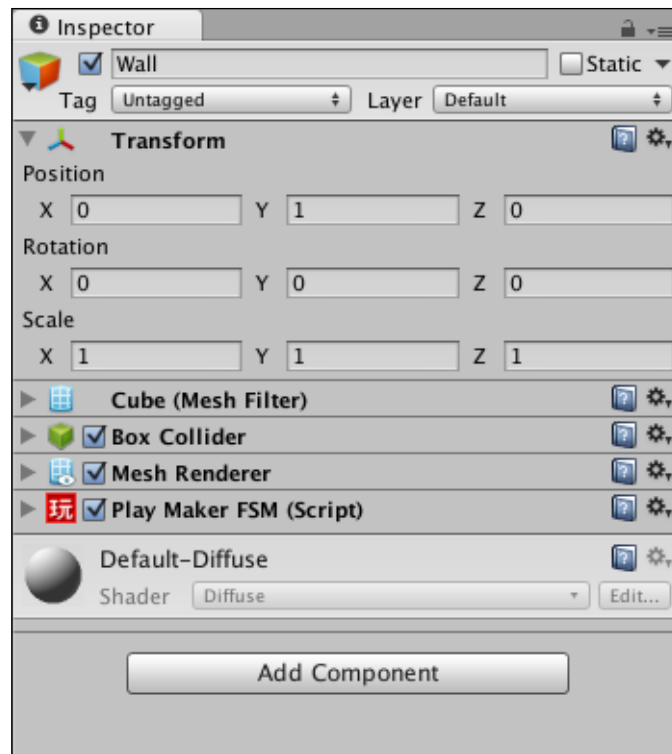 Inspector
Wall Static
Tag Untagged Layer Default
Transform
Position
X 0 Y 1 Z 0
Rotation
X 0 Y 0 Z 0
Scale
X 1 Y 1 Z 1
Cube (Mesh Filter)
Box Collider
Mesh Renderer
玩 Play Maker FSM (Script)
Default-Diffuse
Shader Diffuse Edit...
Add Component